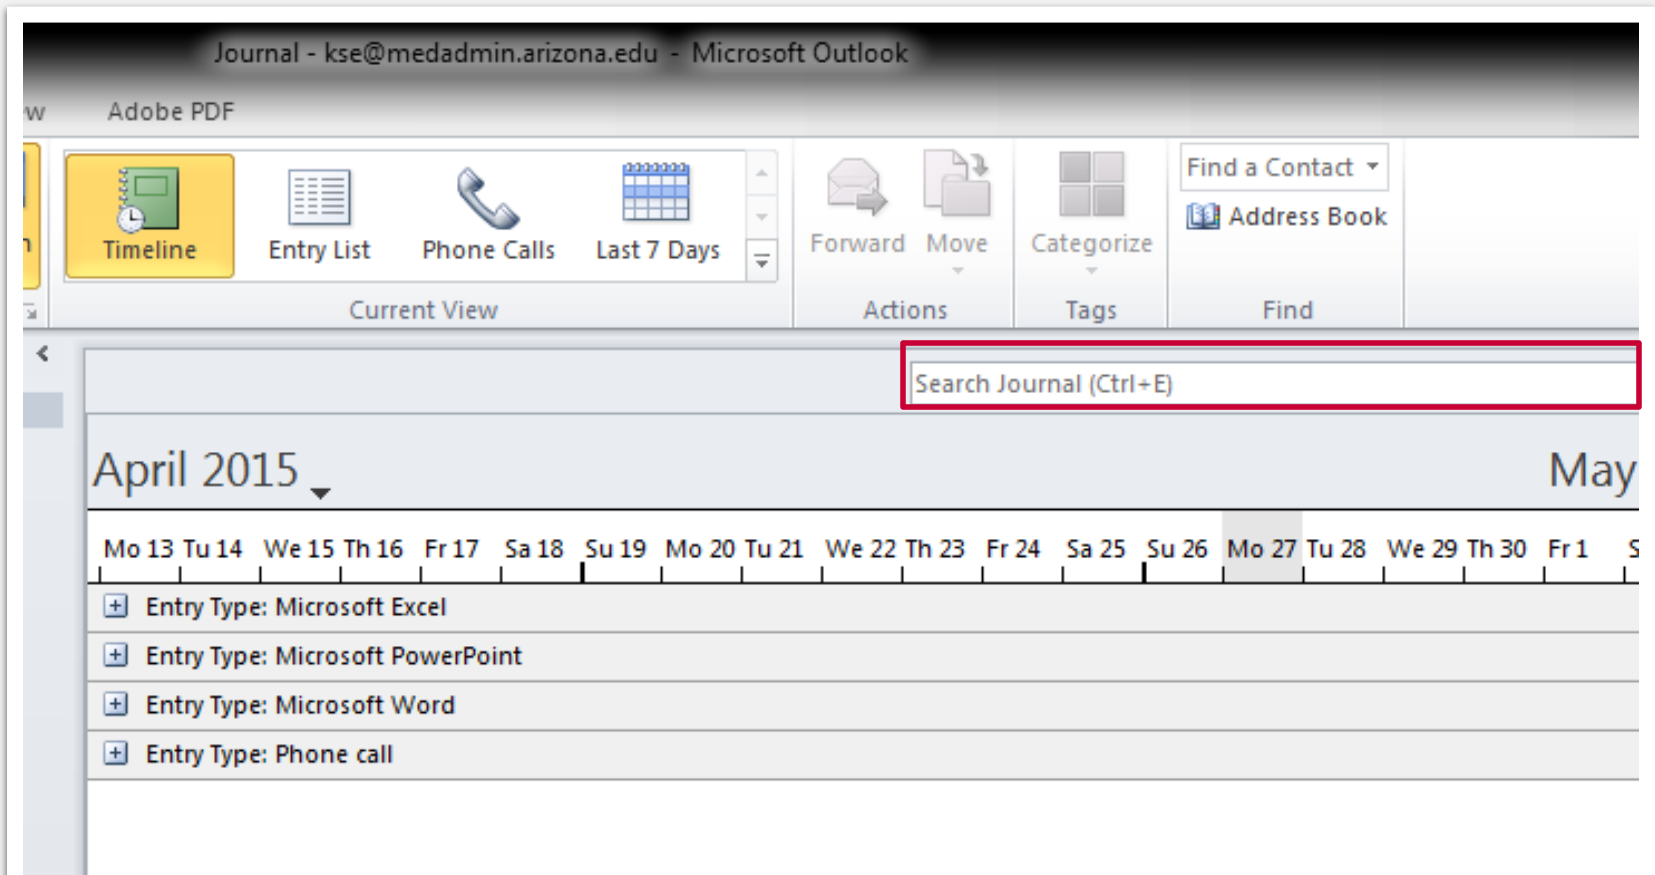 Journal - kse@medadmin.arizona.edu - Microsoft Outlook
ew Adobe PDF
Timeline Entry List Phone Calls Last 7 Days Forward Move Categorize Find a Contact
Address Book
Current View Actions Tags Find
Search Journal (Ctrl+E)
April 2015 May
Mo 13 Tu 14 We 15 Th 16 Fr 17 Sa 18 Su 19 Mo 20 Tu 21 We 22 Th 23 Fr 24 Sa 25 Su 26 Mo 27 Tu 28 We 29 Th 30 Fr 1 S
Entry Type: Microsoft Excel
Entry Type: Microsoft PowerPoint
Entry Type: Microsoft Word
Entry Type: Phone call